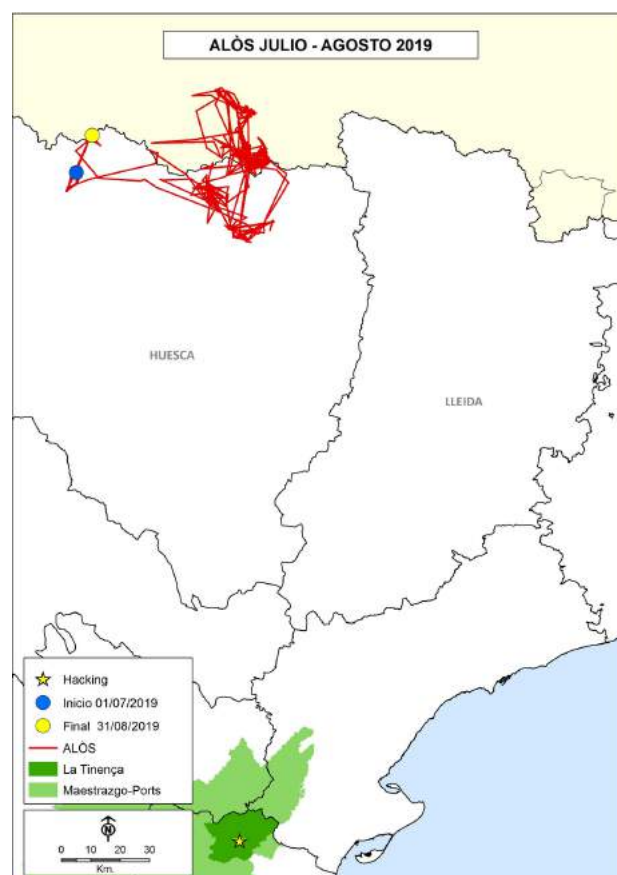 ALÒS JULIO - AGOSTO 2019
HUESCA
LLEIDA
Hacking
Inicio 01/07/2019
Final 31/08/2019
ALÒS
La Tinença
Maestrazgo-Ports
N
0 10 20 30
Km.